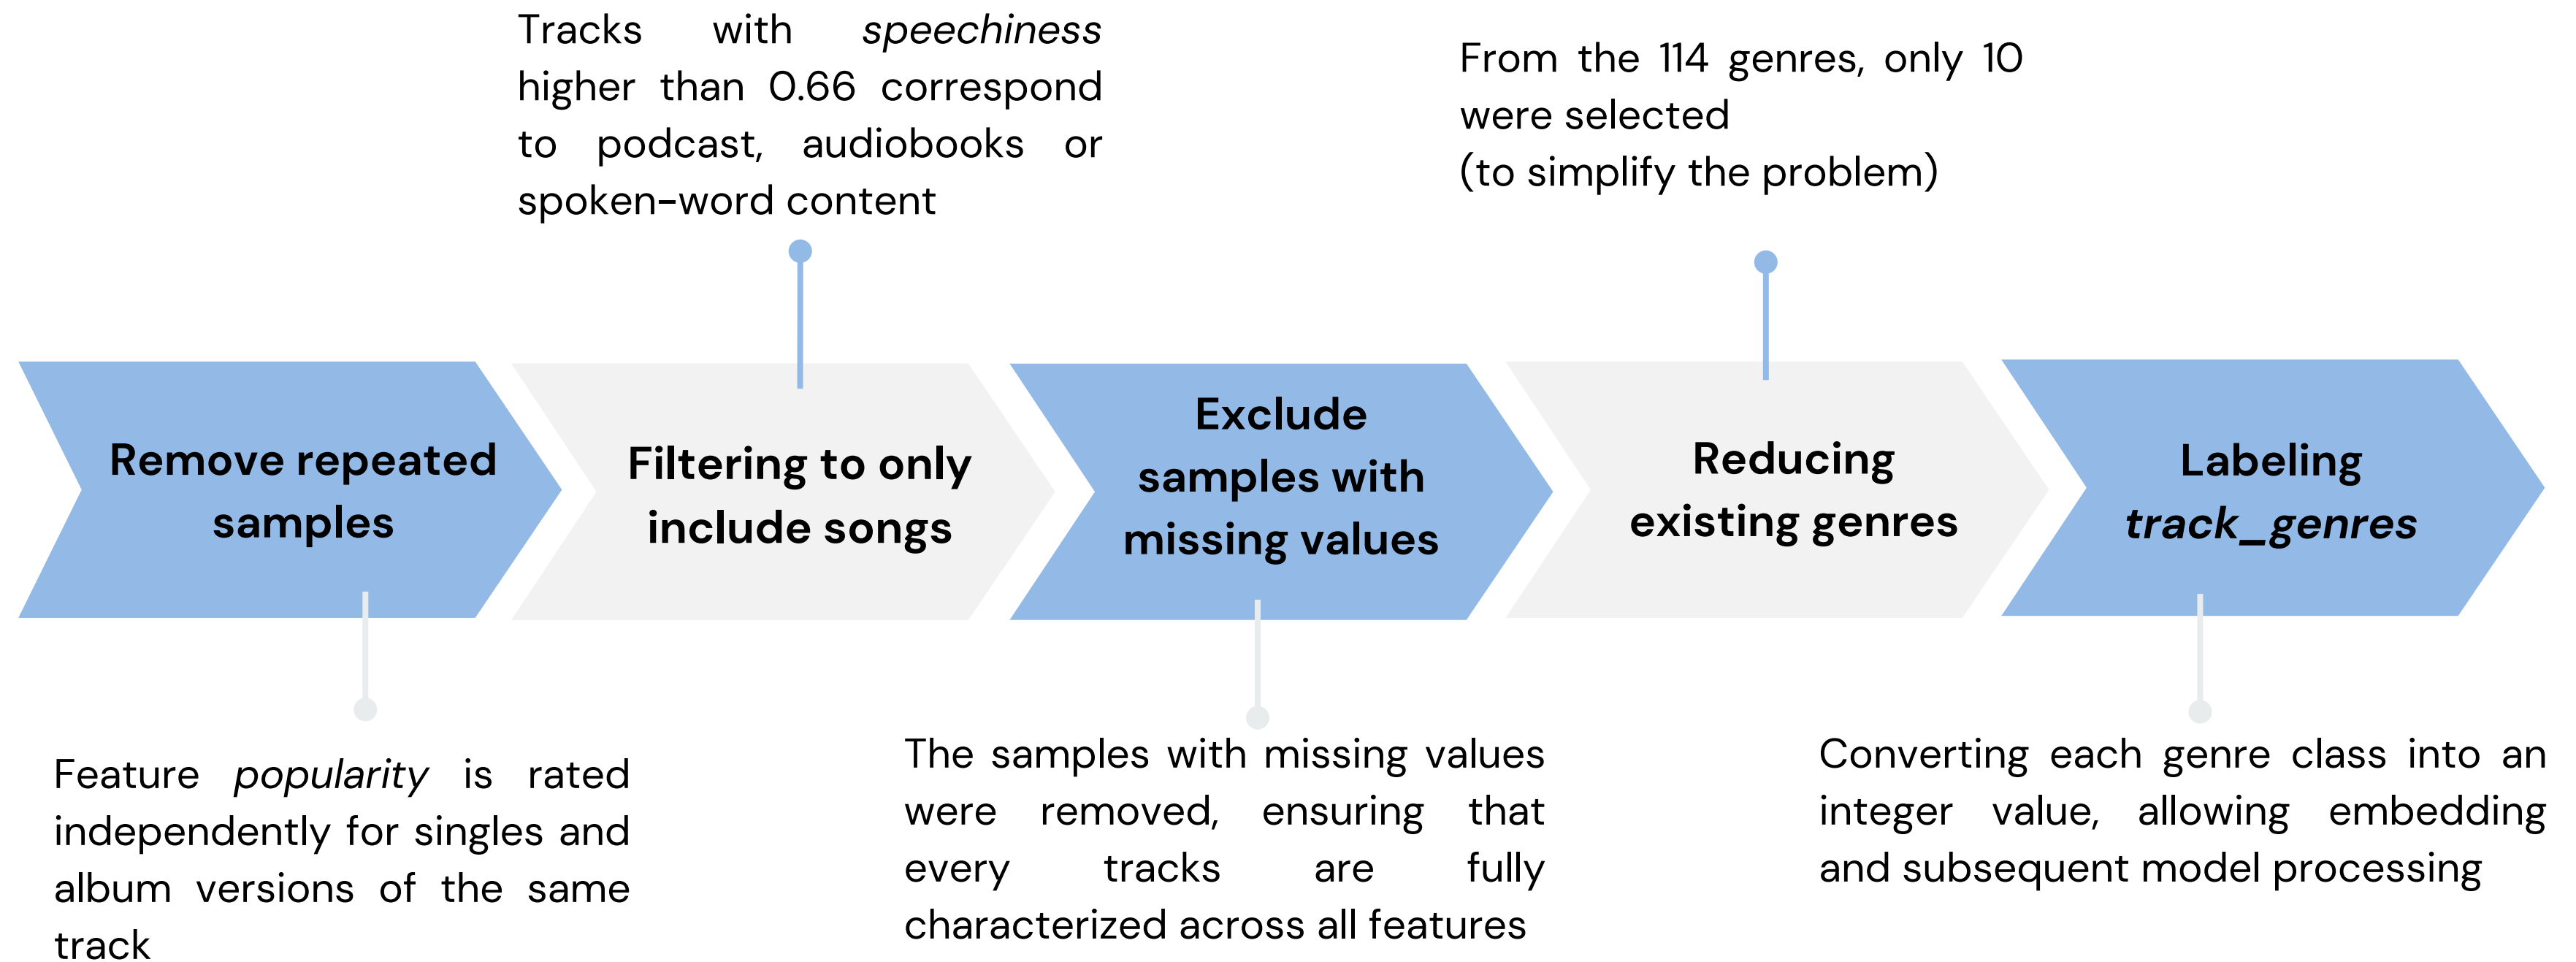 Tracks with speechiness
higher than 0.66 correspond
to podcast, audiobooks or
spoken-word content
From the 114 genres, only 10
were selected
(to simplify the problem)
Remove repeated
samples
Filtering to only
include songs
Exclude
samples with
missing values
Reducing
existing genres
Labeling
track_genres
Feature popularity is rated
independently for singles and
album versions of the same
track
The samples with missing values
were removed, ensuring that
every tracks are fully
characterized across all features
Converting each genre class into an
integer value, allowing embedding
and subsequent model processing